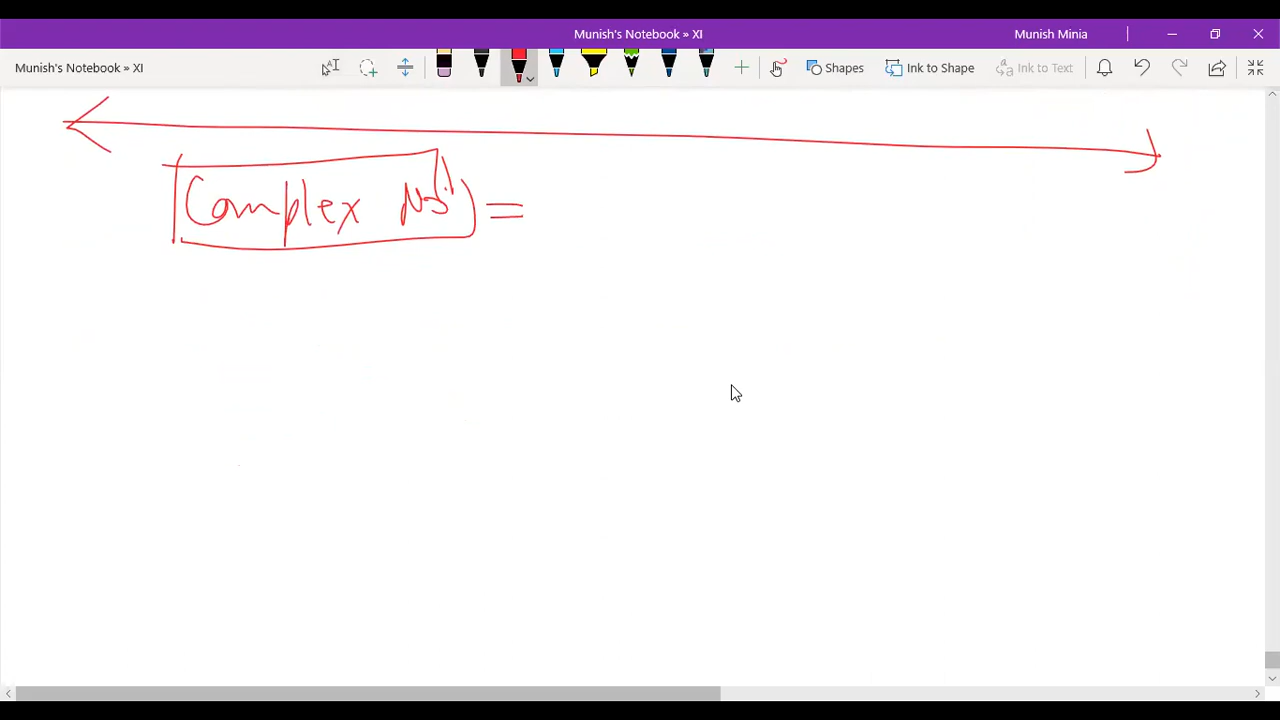 Munish's Notebook » XI
Munish Minia
Munish's Notebook » XI
Shapes
Ink to Shape
Ink to Text
Complex No. =